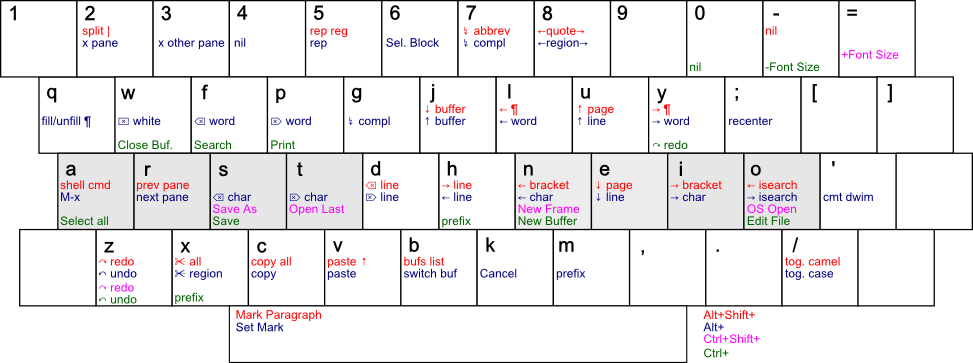 1
2
split |
x pane
3
x other pane
4
nil
5
rep reg
rep
6
Sel. Block
7
↯ abbrev
↯ compl
8
←quote→
←region→
9
0
nil
-
nil
-Font Size
=
+Font Size
q
fill/unfill ¶
w
⌧ white
Close Buf.
f
⌫ word
Search
p
⌦ word
Print
g
↯ compl
j
↓ buffer
↑ buffer
l
← ¶
← word
u
↑ page
↑ line
y
→ ¶
→ word
↷ redo
;
recenter
[
]
a
shell cmd
M-x
Select all
r
prev pane
next pane
s
⌫ char
Save As
Save
t
⌦ char
Open Last
d
⌫ line
⌦ line
h
→ line
← line
prefix
n
← bracket
← char
New Frame
New Buffer
e
↓ page
↓ line
i
→ bracket
→ char
o
← isearch
→ isearch
OS Open
Edit File
'
cmt dwim
z
↷ redo
↶ undo
↷ redo
↶ undo
x
✀ all
✀ region
prefix
c
copy all
copy
v
paste ↑
paste
b
bufs list
switch buf
k
Cancel
m
prefix
,
.
/
tog. camel
tog. case
Mark Paragraph
Set Mark
Alt+Shift+
Alt+
Ctrl+Shift+
Ctrl+